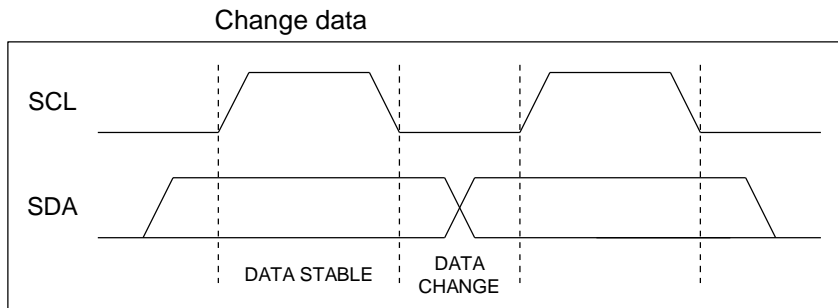 Change data
SCL
SDA
DATA STABLE
DATA
CHANGE